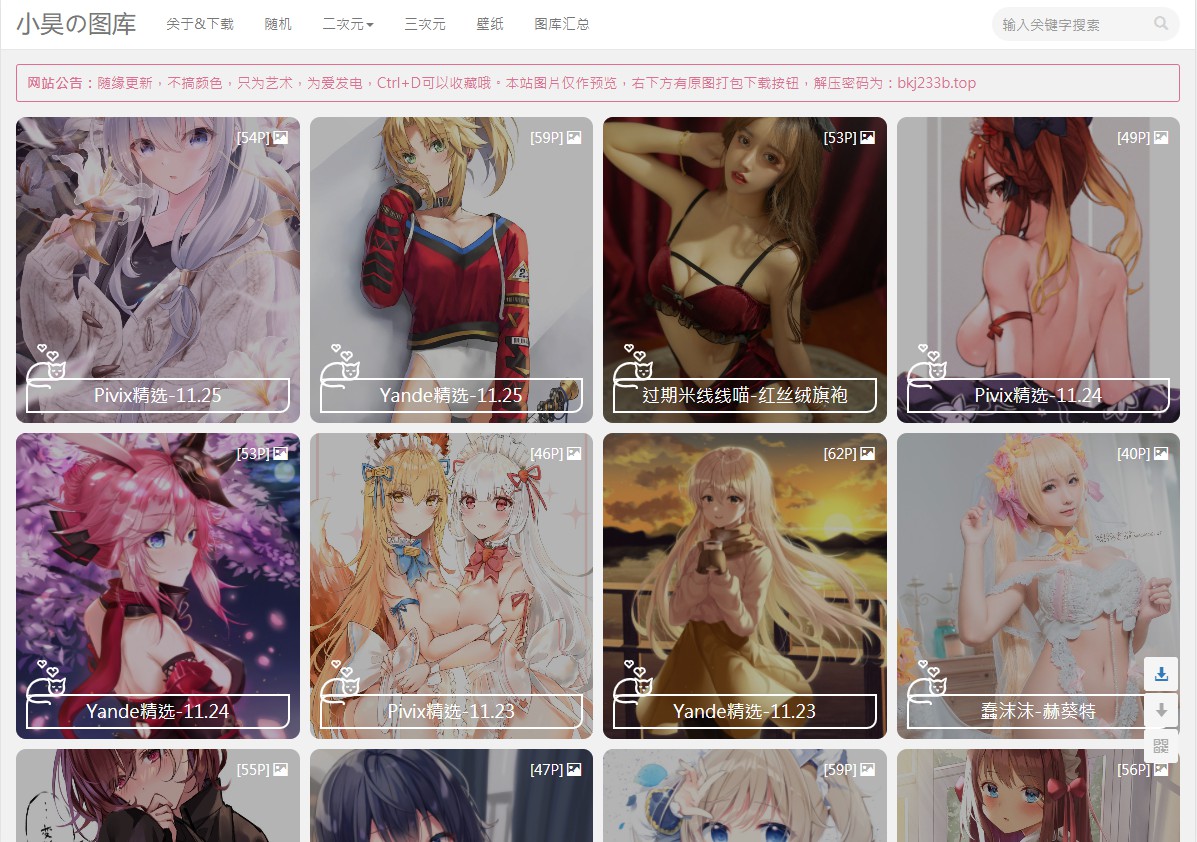 小昊の图库 关于&下载 随机 二次元 三次元 壁纸 图库汇总 输入关键字搜索
网站公告：随缘更新，不搞颜色，只为艺术，为爱发电，Ctrl+D可以收藏哦。本站图片仅作预览，右下方有原图打包下载按钮，解压密码为：bkj233b.top
[54P] [59P] [53P] [49P]
Pivix精选-11.25 Yande精选-11.25 过期米线线喵-红丝绒旗袍 Pivix精选-11.24
[53P] [46P] [62P] [40P]
Yande精选-11.24 Pivix精选-11.23 Yande精选-11.23 蠢沫沫-赫葵特
[55P] [47P] [59P] [56P]